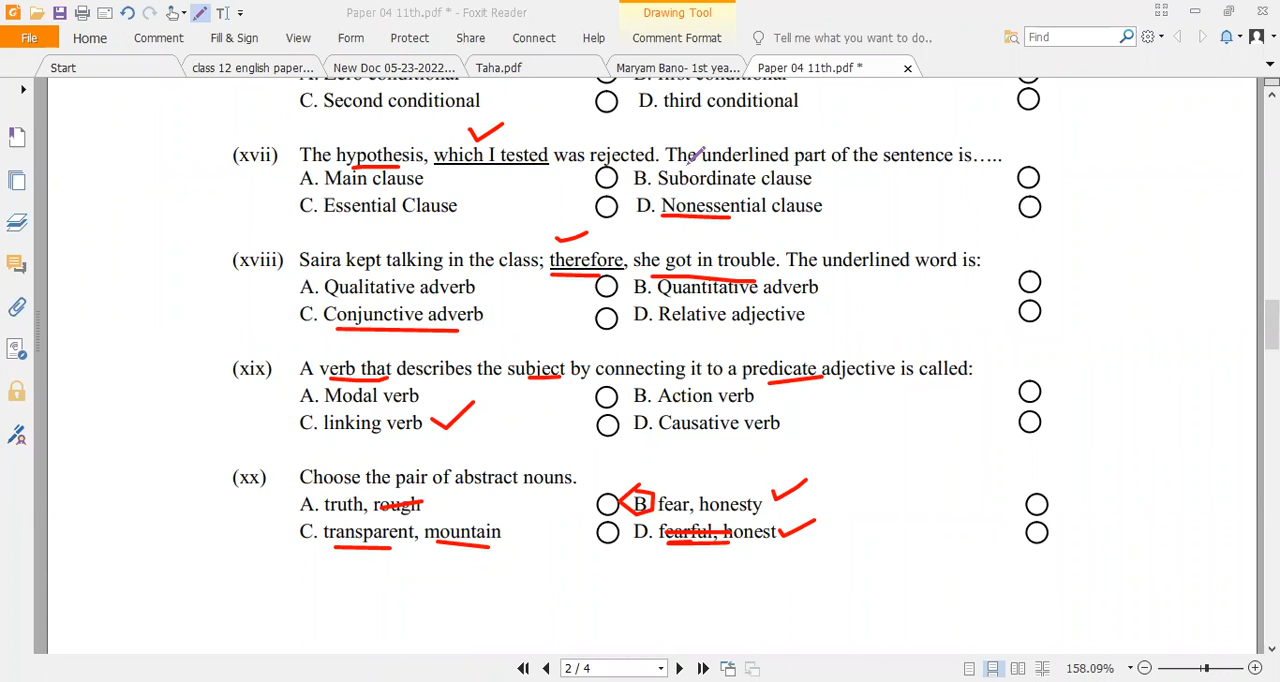 Paper 04 11th.pdf * - Foxit Reader
Drawing Tool
File Home Comment Fill & Sign View Form Protect Share Connect Help Comment Format Tell me what you want to do.. Find
Start class 12 english paper... New Doc 05-23-2022... Taha.pdf Maryam Bano- 1st yea... Paper 04 11th.pdf *
A. Zero conditional B. first conditional
C. Second conditional D. third conditional
(xvii) The hypothesis, which I tested was rejected. The underlined part of the sentence is…..
A. Main clause B. Subordinate clause
C. Essential Clause D. Nonessential clause
(xviii) Saira kept talking in the class; therefore, she got in trouble. The underlined word is:
A. Qualitative adverb B. Quantitative adverb
C. Conjunctive adverb D. Relative adjective
(xix) A verb that describes the subject by connecting it to a predicate adjective is called:
A. Modal verb B. Action verb
C. linking verb D. Causative verb
(xx) Choose the pair of abstract nouns.
A. truth, rough B. fear, honesty
C. transparent, mountain D. fearful, honest
2 / 4 158.09%